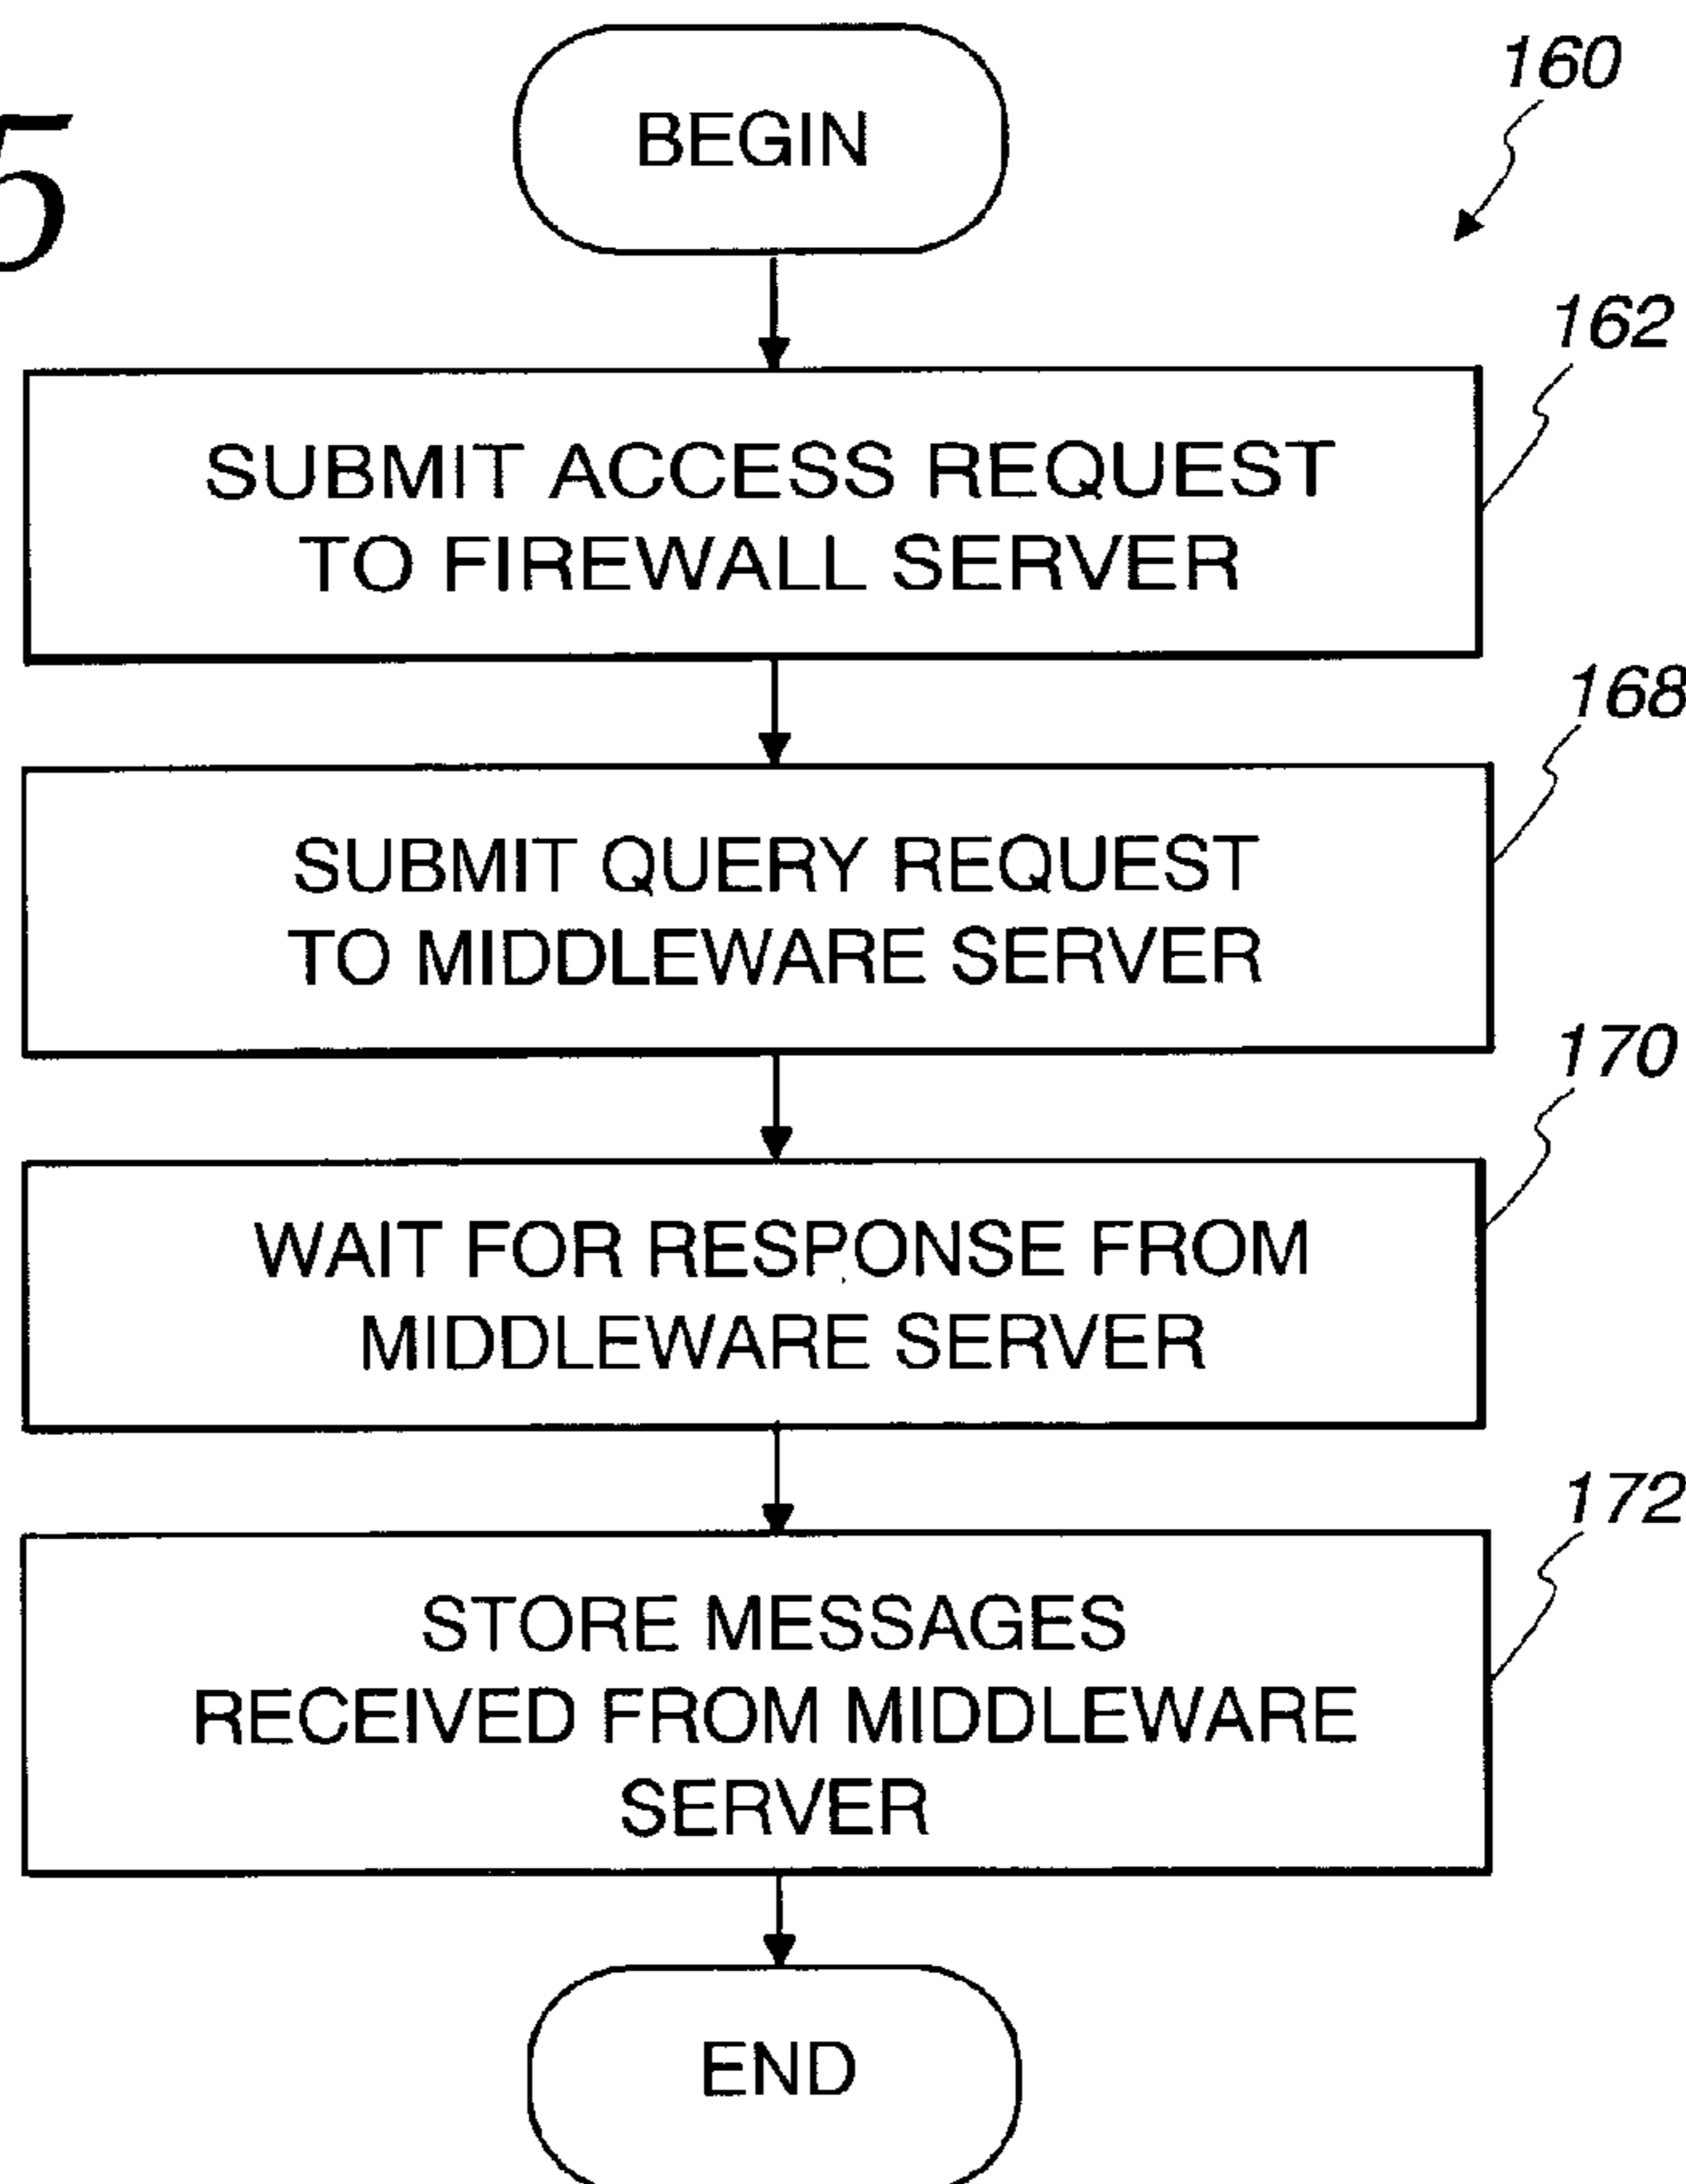 5
BEGIN
160
162
SUBMIT ACCESS REQUEST
TO FIREWALL SERVER
168
SUBMIT QUERY REQUEST
TO MIDDLEWARE SERVER
170
WAIT FOR RESPONSE FROM
MIDDLEWARE SERVER
172
STORE MESSAGES
RECEIVED FROM MIDDLEWARE
SERVER
END